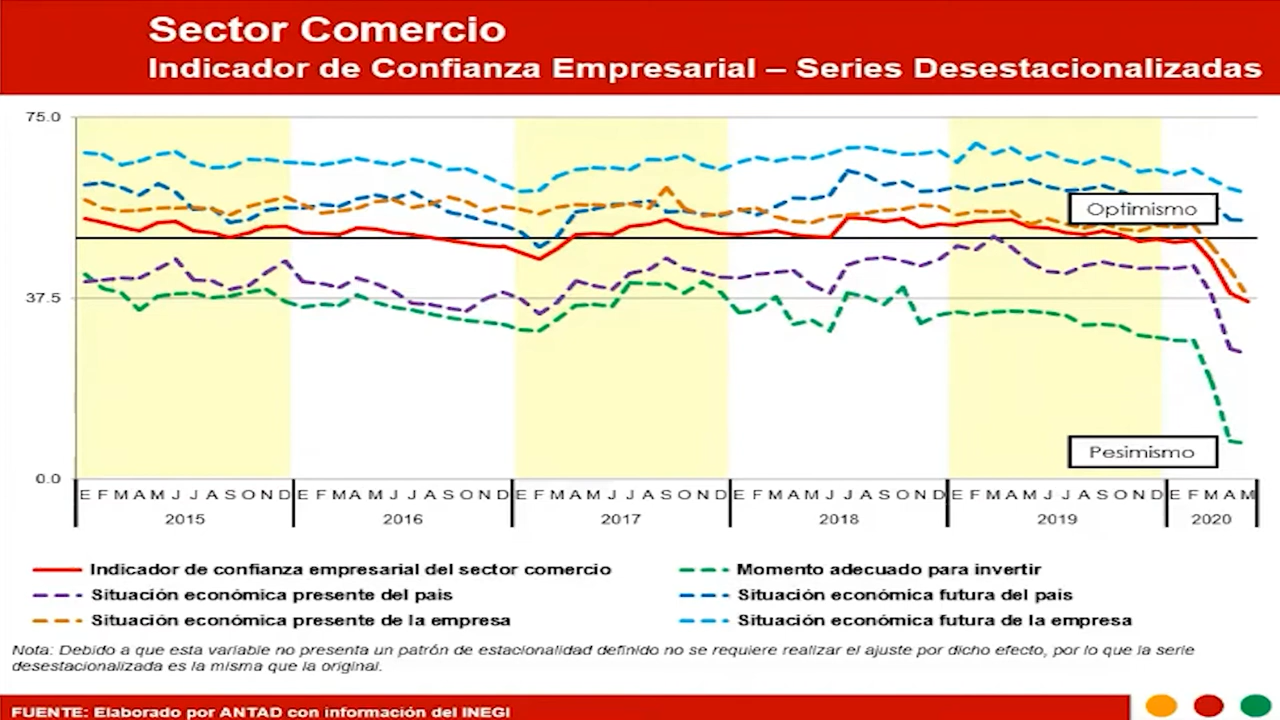 Sector Comercio
Indicador de Confianza Empresarial – Series Desestacionalizadas
75.0
Optimismo
37.5
Pesimismo
0.0
E F M A M J J A S O N D E F M A M J J A S O N D E F M A M J J A S O N D E F M A M J J A S O N D E F M A M J J A S O N D E F M A M
2015 2016 2017 2018 2019 2020
Indicador de confianza empresarial del sector comercio
Momento adecuado para invertir
Situación económica presente del pais
Situación económica futura del pais
Situación económica presente de la empresa
Situación económica futura de la empresa
Nota: Debido a que esta variable no presenta un patrón de estacionalidad definido no se requiere realizar el ajuste por dicho efecto, por lo que la serie
desestacionalizada es la misma que la original.
FUENTE: Elaborado por ANTAD con información del INEGI